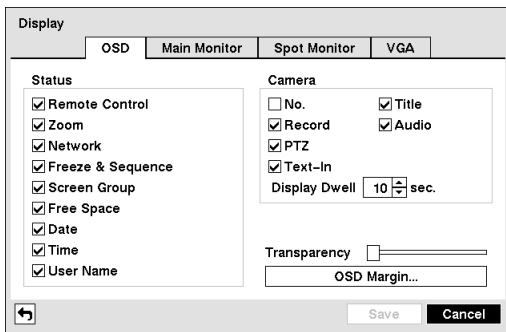 Display
OSD Main Monitor Spot Monitor VGA
Status
Remote Control
Zoom
Network
Freeze & Sequence
Screen Group
Free Space
Date
Time
User Name
Camera
No. Title
Record Audio
PTZ
Text-In
Display Dwell 10 sec.
Transparency
OSD Margin...
Save Cancel